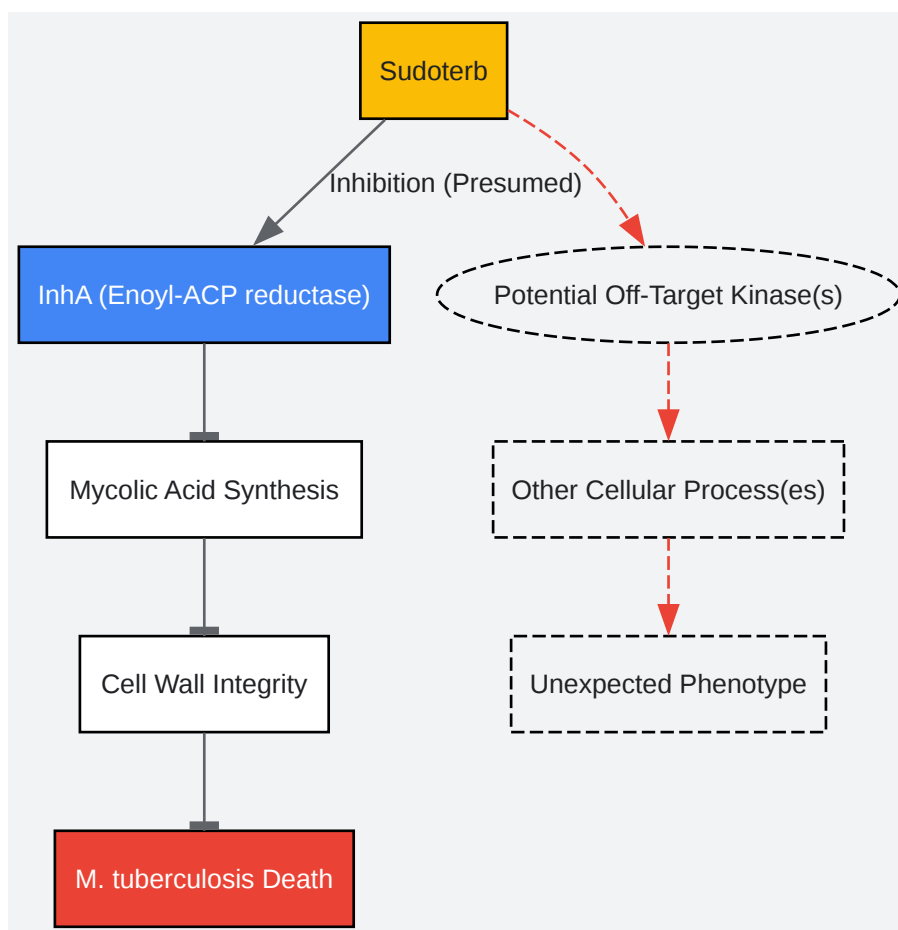 Sudoterb
Inhibition (Presumed)
InhA (Enoyl-ACP reductase)
Potential Off-Target Kinase(s)
Mycolic Acid Synthesis
Other Cellular Process(es)
Cell Wall Integrity
Unexpected Phenotype
M. tuberculosis Death